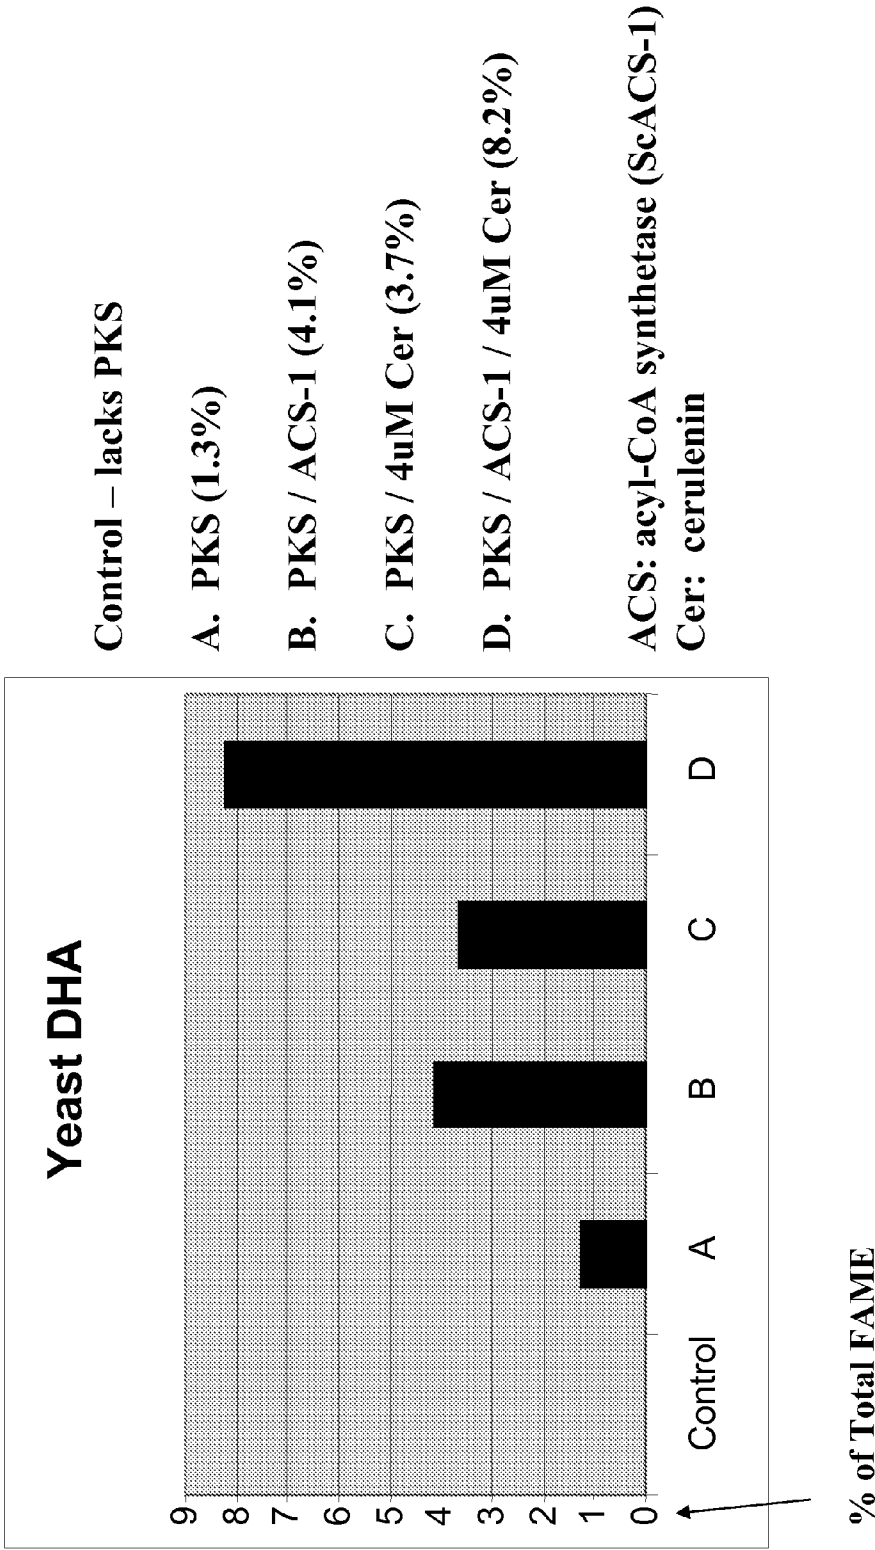 Yeast DHA
9
8
7
6
5
4
3
2
1
0
Control
A
B
C
D
% of Total FAME
Control – lacks PKS
A. PKS (1.3%)
B. PKS / ACS-1 (4.1%)
C. PKS / 4uM Cer (3.7%)
D. PKS / ACS-1 / 4uM Cer (8.2%)
ACS: acyl-CoA synthetase (ScACS-1)
Cer: cerulenin